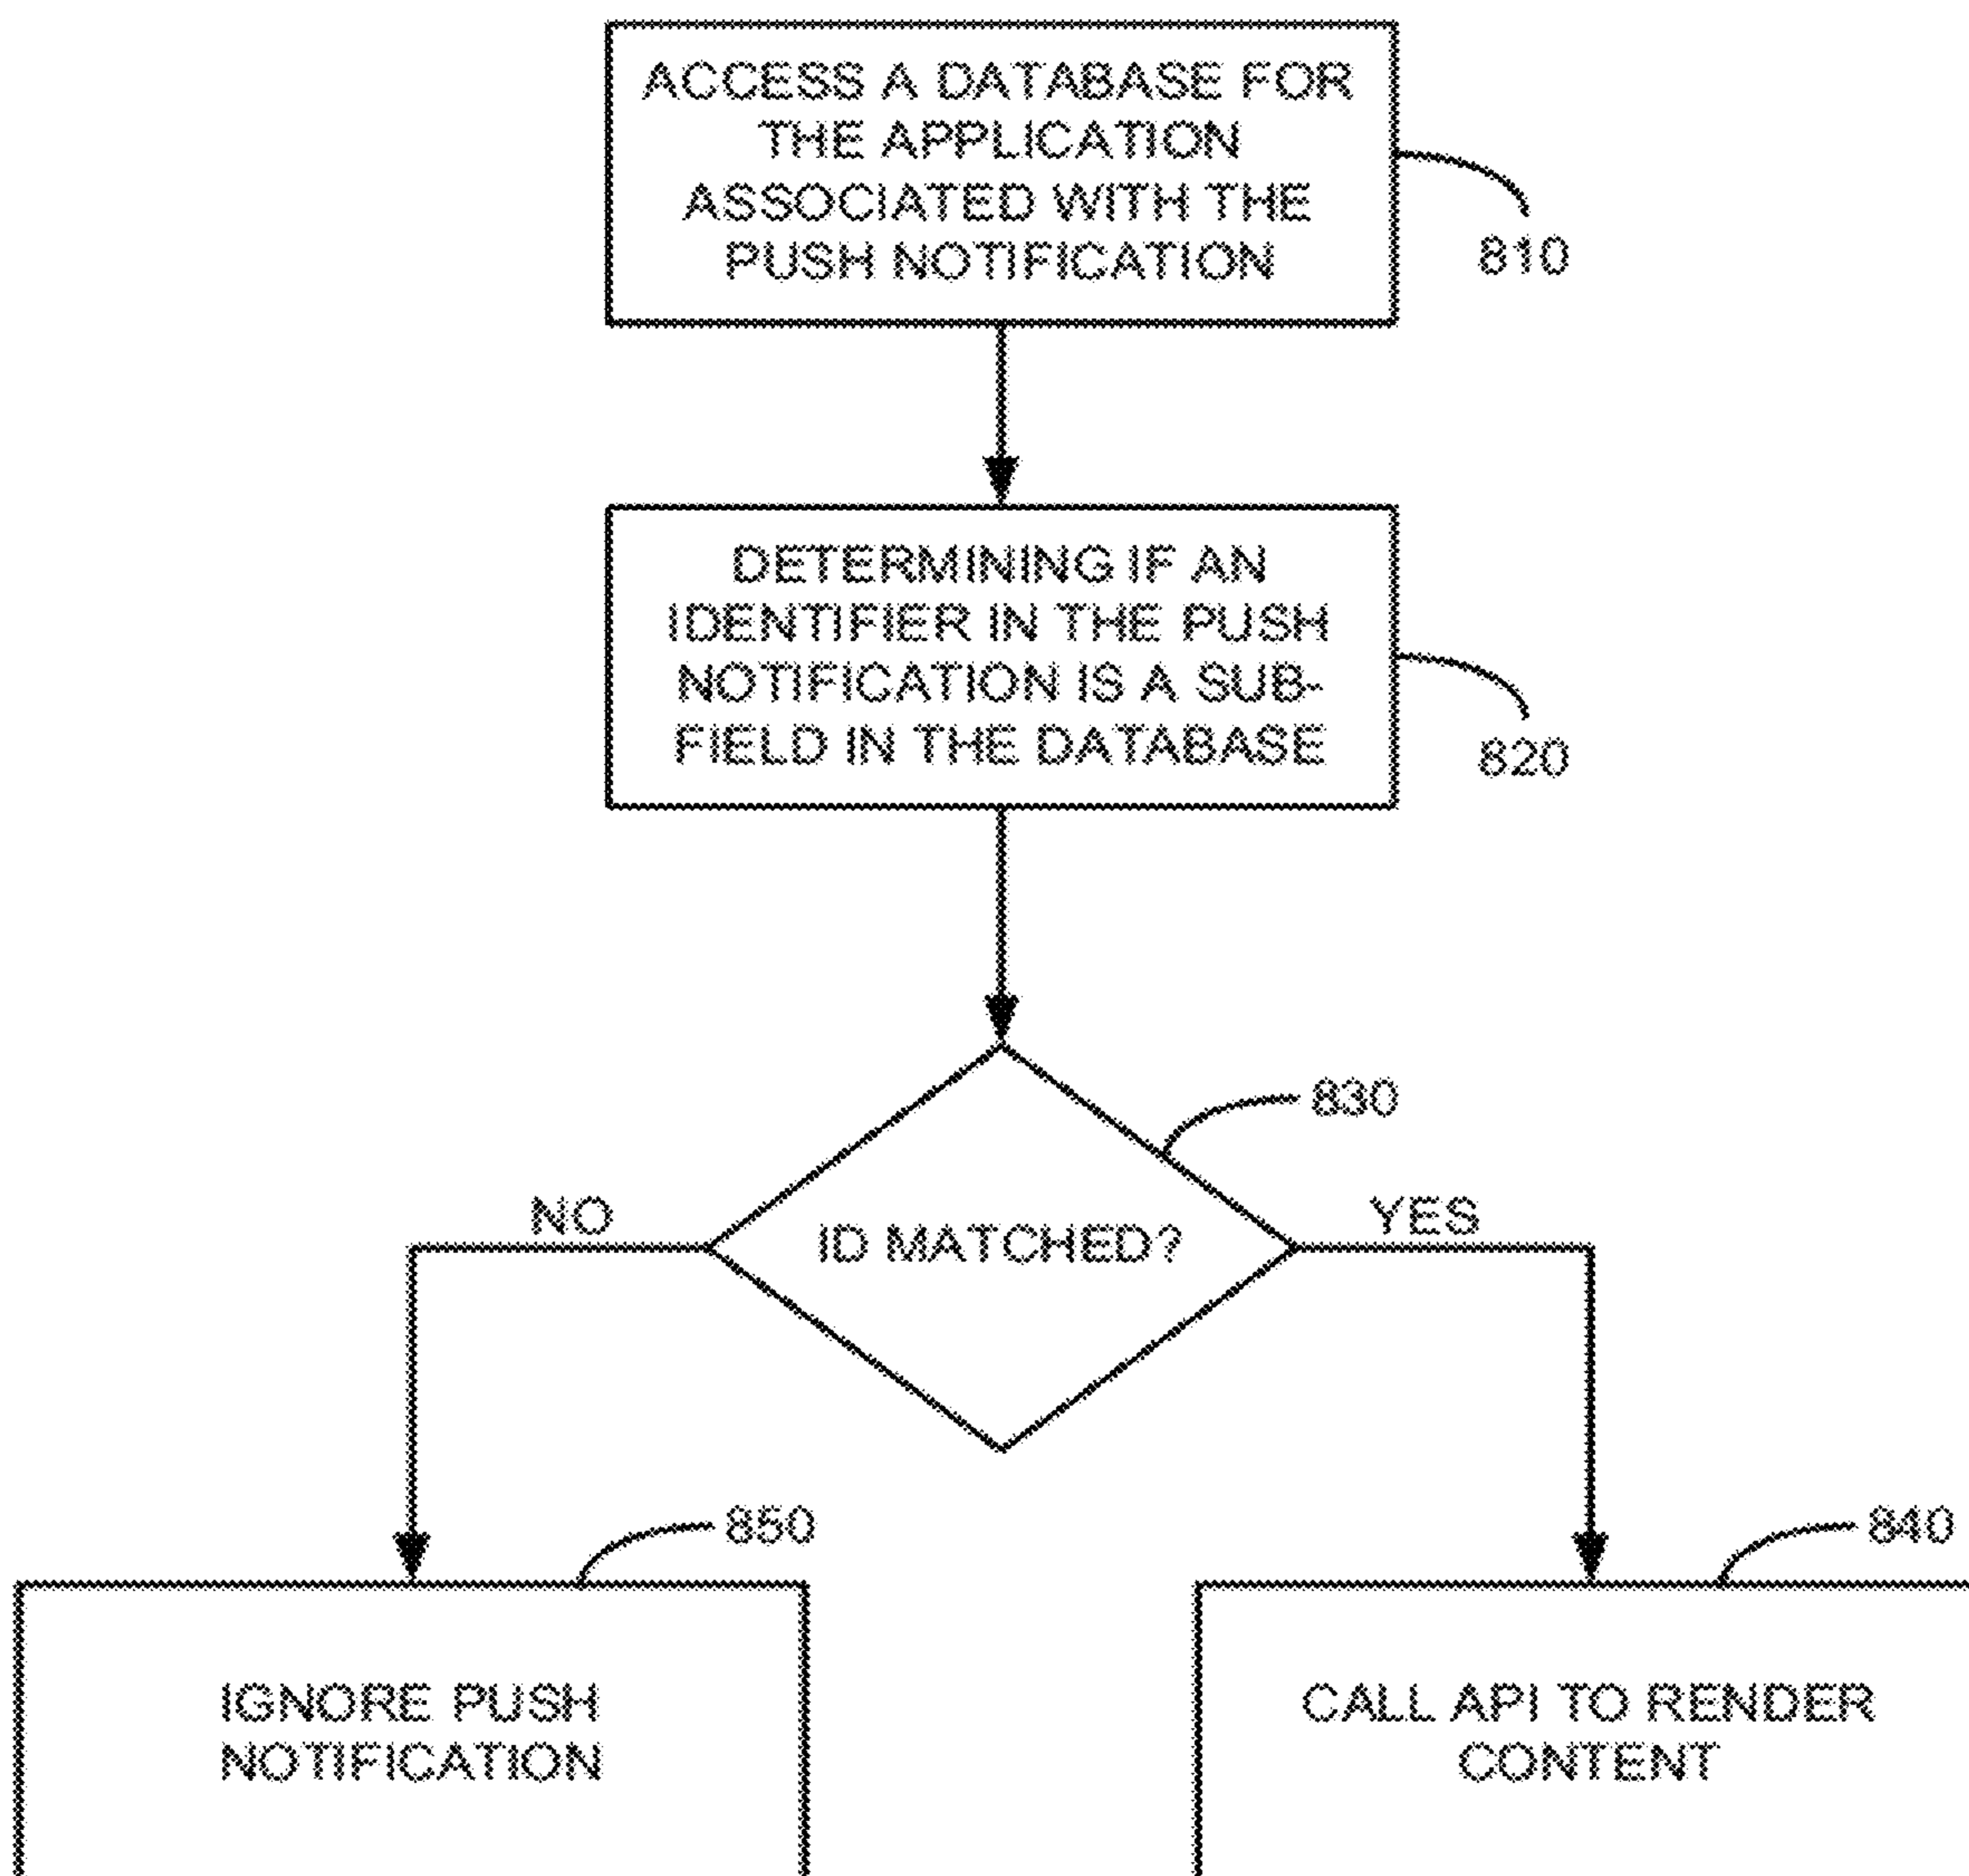 ACCESS A DATABASE FOR
THE APPLICATION
ASSOCIATED WITH THE
PUSH NOTIFICATION
810
DETERMINING IF AN
IDENTIFIER IN THE PUSH
NOTIFICATION IS A SUB-
FIELD IN THE DATABASE
820
830
NO
ID MATCHED?
YES
850
840
IGNORE PUSH
NOTIFICATION
CALL API TO RENDER
CONTENT